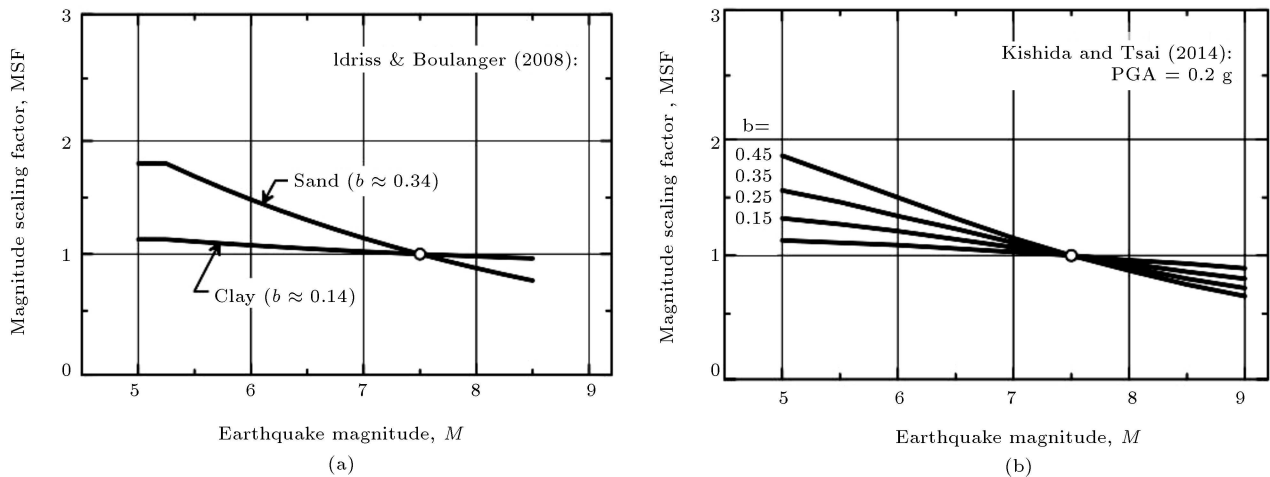 3
2
1
0
Magnitude scaling factor, MSF
ldriss & Boulanger (2008):
Sand (b ≈ 0.34)
Clay (b ≈ 0.14)
5 6 7 8 9
Earthquake magnitude, M
(a)
3
2
1
0
Magnitude scaling factor , MSF
Kishida and Tsai (2014):
PGA = 0.2 g
b=
0.45
0.35
0.25
0.15
5 6 7 8 9
Earthquake magnitude, M
(b)